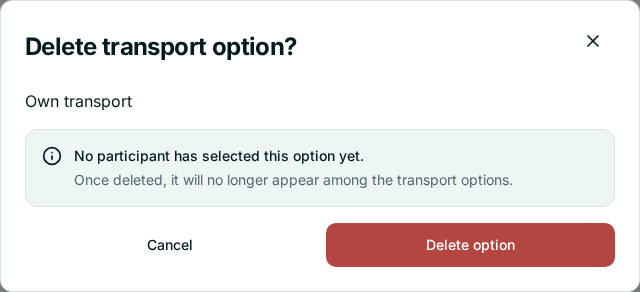 Delete transport option?
Own transport
No participant has selected this option yet.
Once deleted, it will no longer appear among the transport options.
Cancel
Delete option